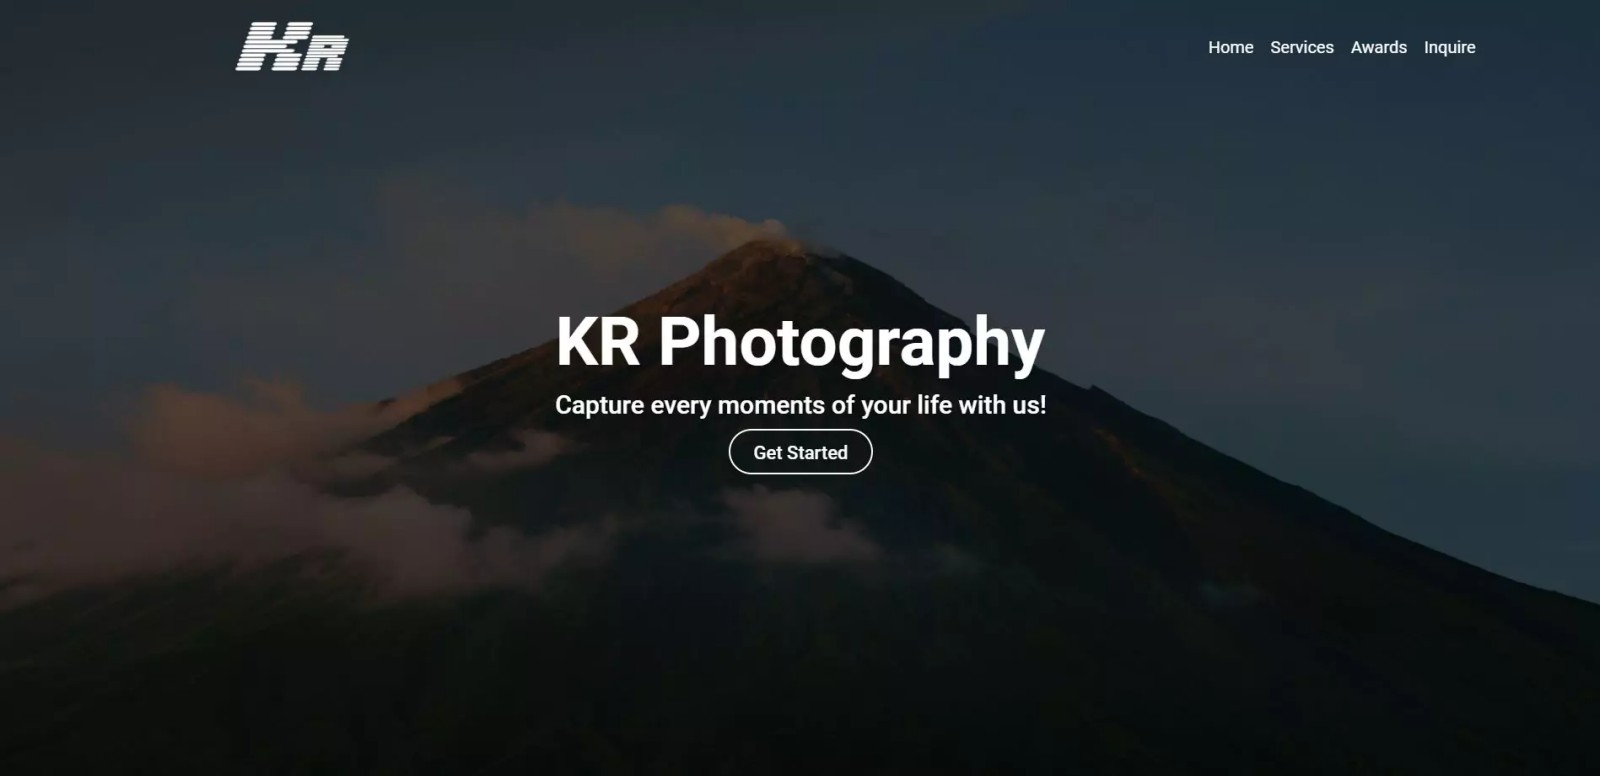 KR
Home Services Awards Inquire
KR Photography
Capture every moments of your life with us!
Get Started